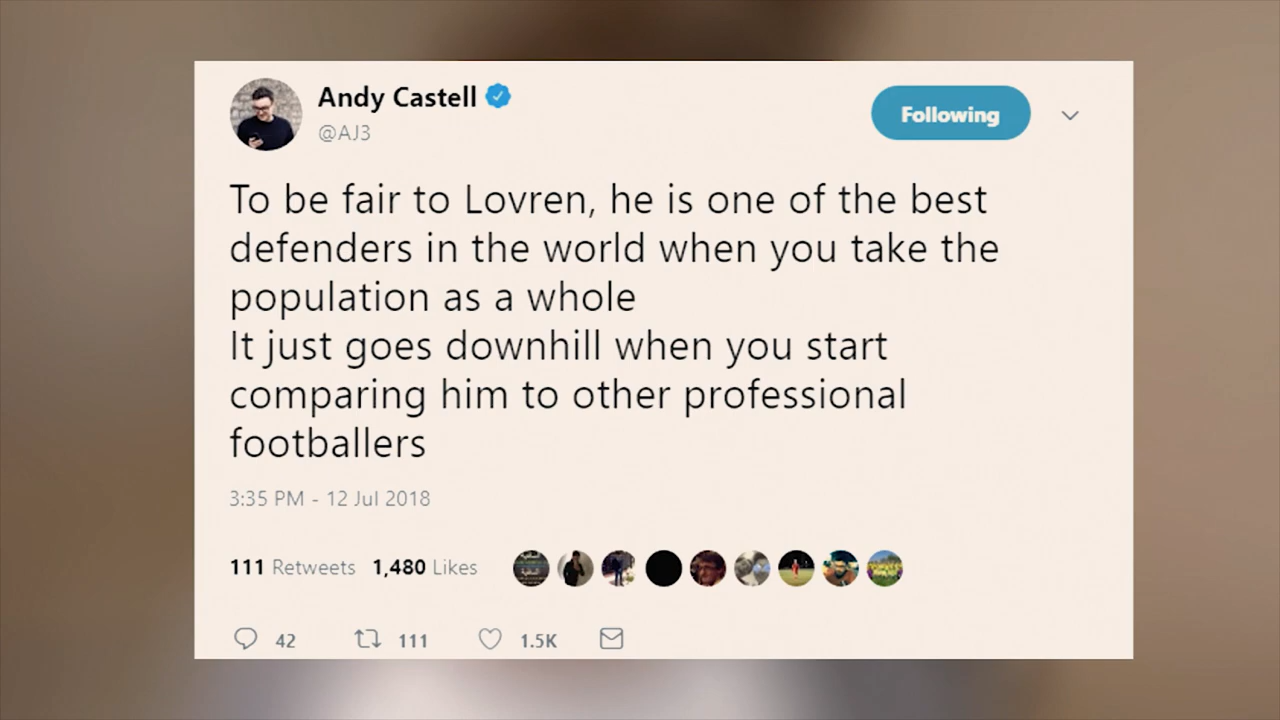 Andy Castell
@AJ3
Following
To be fair to Lovren, he is one of the best
defenders in the world when you take the
population as a whole
It just goes downhill when you start
comparing him to other professional
footballers
3:35 PM - 12 Jul 2018
111 Retweets 1,480 Likes
42 111 1.5K